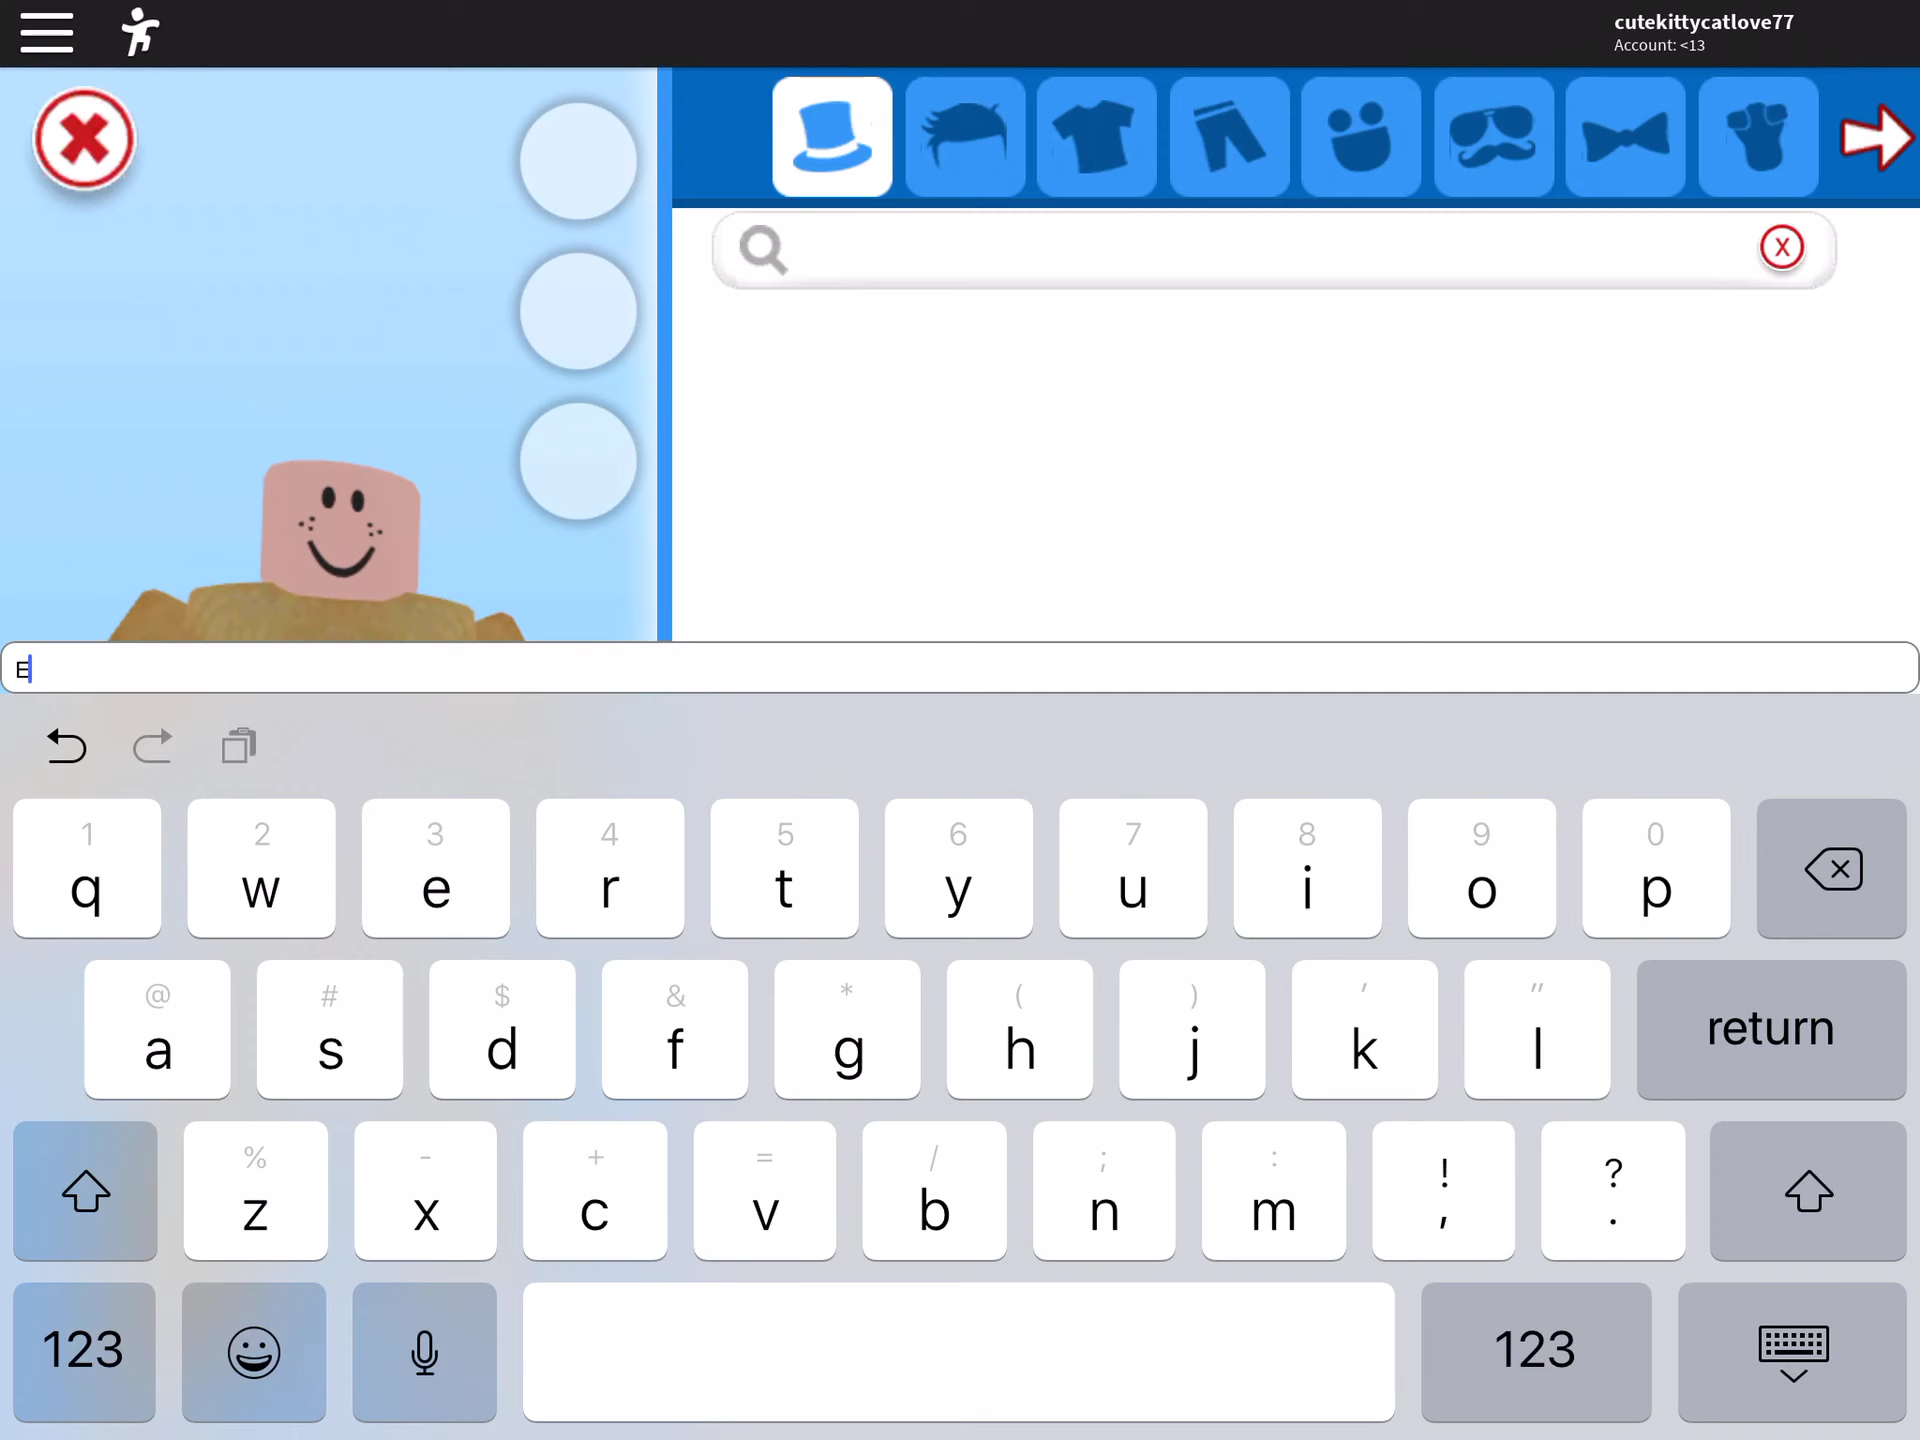 cutekittycatlove77
Account: <13
X
E
1 2 3 4 5 6 7 8 9 0
q w e r t y u i o p
@ # $ & * ( ) ' "
a s d f g h j k l return
% - + = / ; : ! ?
z x c v b n m , .
123 123